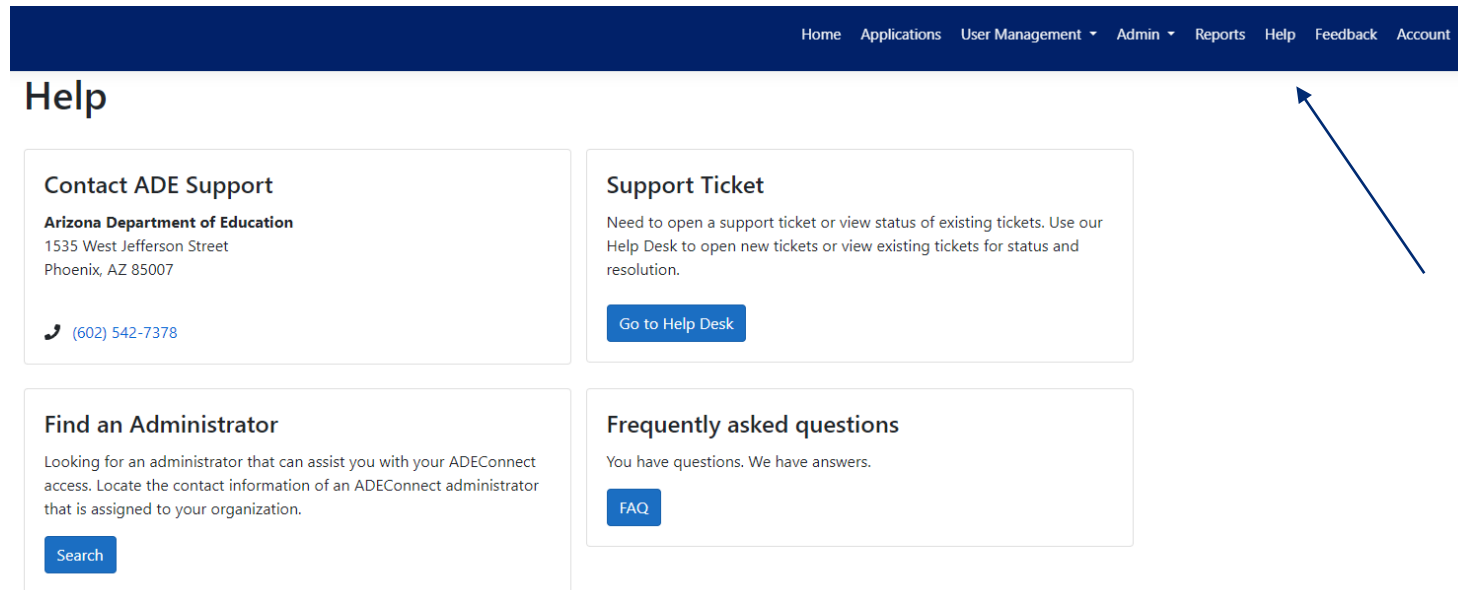 Home Applications User Management Admin Reports Help Feedback Account
Help
Contact ADE Support
Arizona Department of Education
1535 West Jefferson Street
Phoenix, AZ 85007
(602) 542-7378
Support Ticket
Need to open a support ticket or view status of existing tickets. Use our
Help Desk to open new tickets or view existing tickets for status and
resolution.
Go to Help Desk
Find an Administrator
Looking for an administrator that can assist you with your ADEConnect
access. Locate the contact information of an ADEConnect administrator
that is assigned to your organization.
Search
Frequently asked questions
You have questions. We have answers.
FAQ